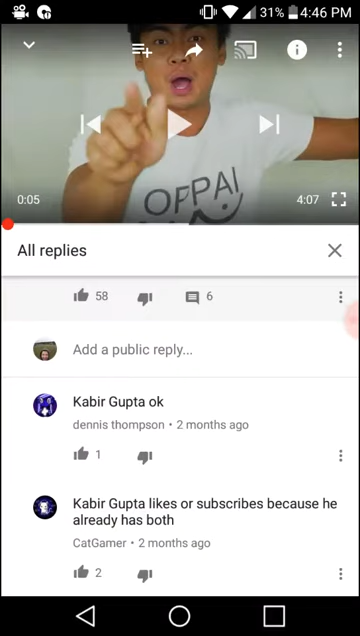 31% 4:46 PM
OPPAI
0:05 4:07
All replies
58 6
Add a public reply...
Kabir Gupta ok
dennis thompson • 2 months ago
1
Kabir Gupta likes or subscribes because he
already has both
CatGamer • 2 months ago
2